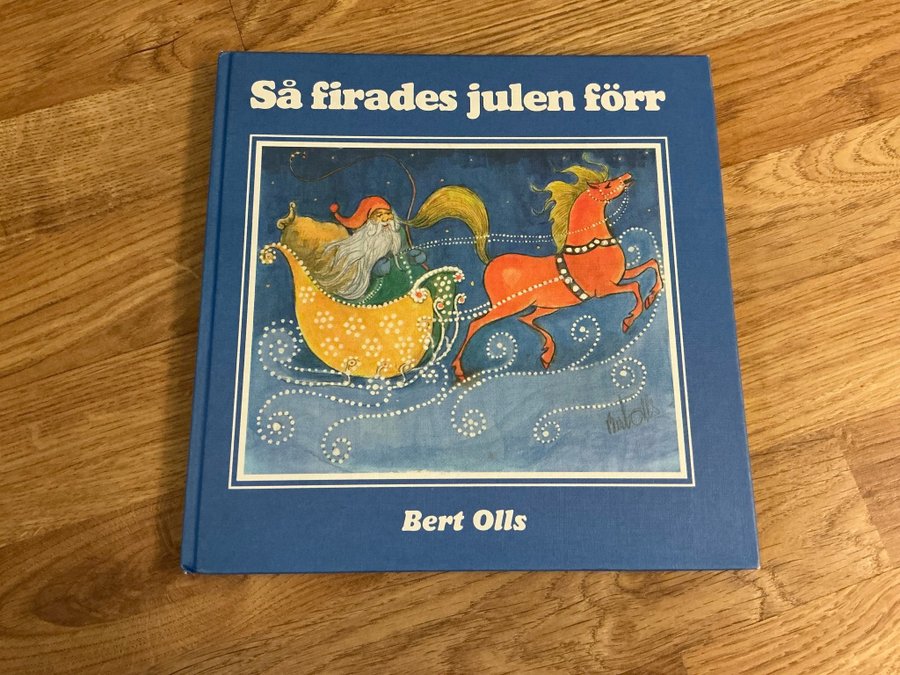 Så firades julen förr
Bert Olls